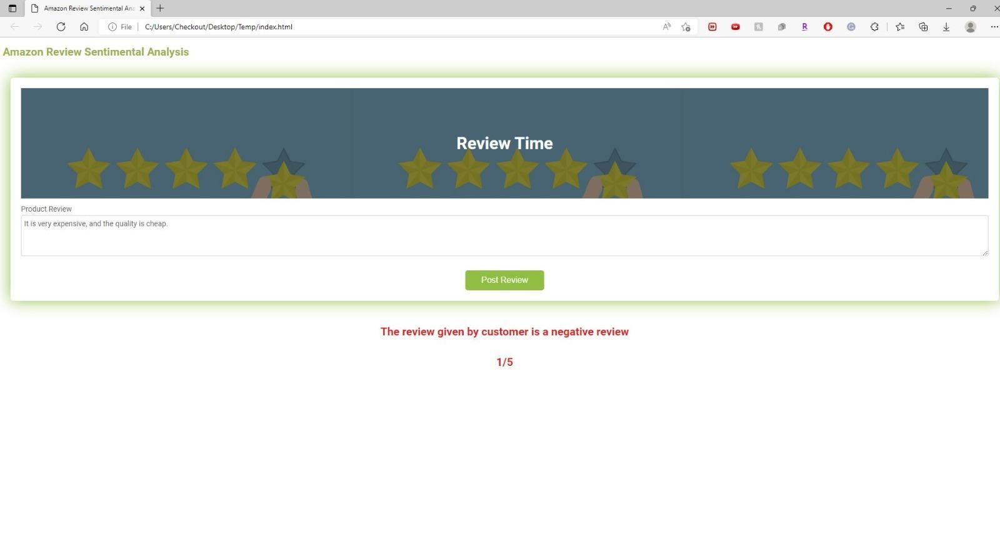 Amazon Review Sentimental Ana
File
C:/Users/Checkout/Desktop/Temp/index.html
Amazon Review Sentimental Analysis
Review Time
Product Review
It is very expensive, and the quality is cheap.
Post Review
The review given by customer is a negative review
1/5